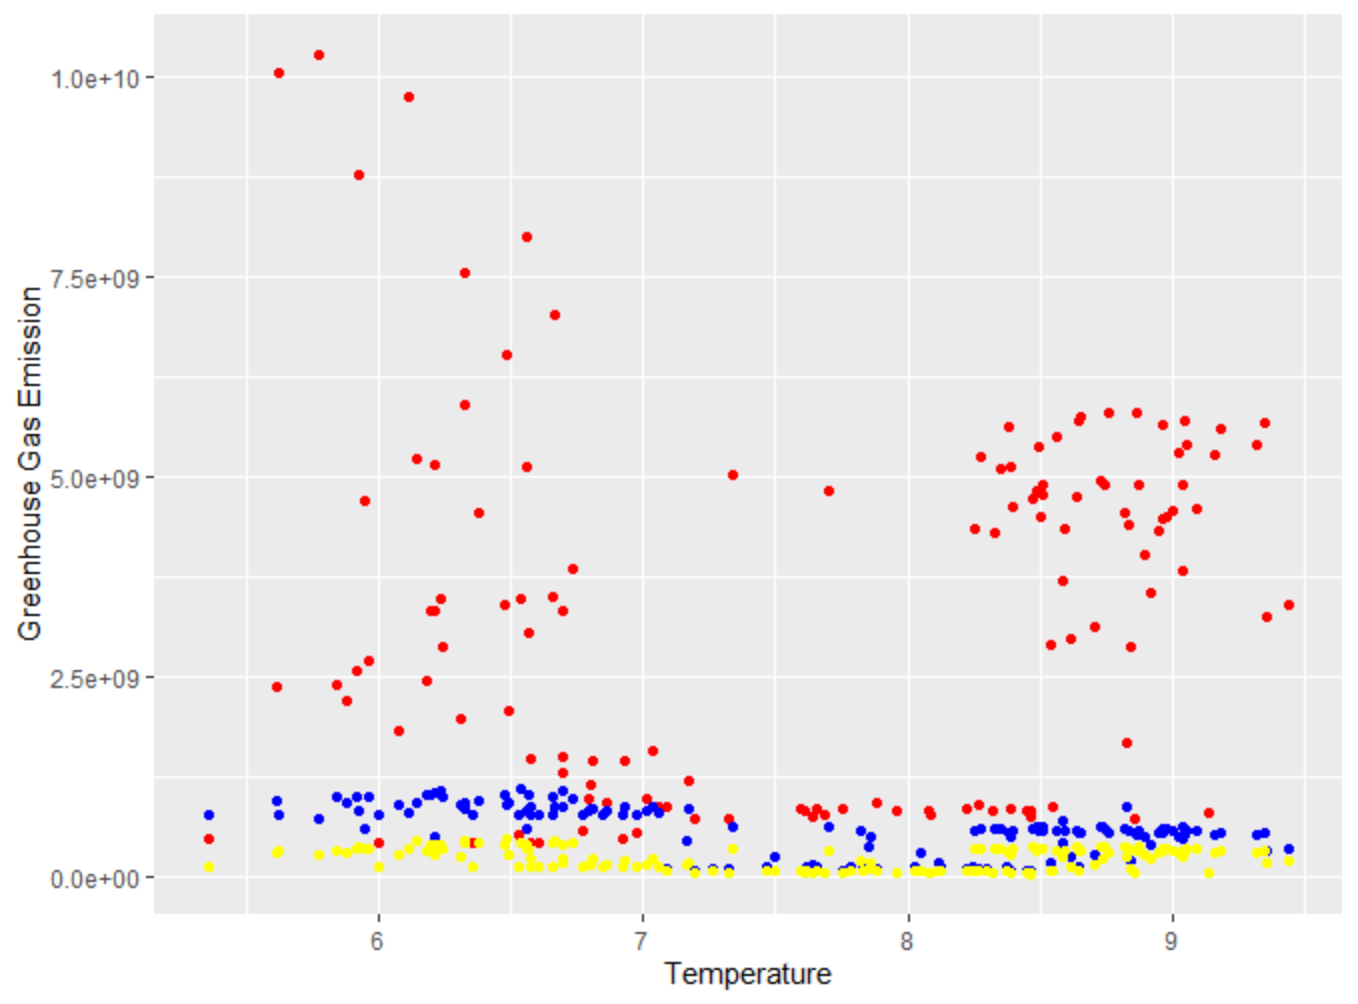 Greenhouse Gas Emission
1.0e+10
7.5e+09
5.0e+09
2.5e+09
0.0e+00
6 7 8 9
Temperature